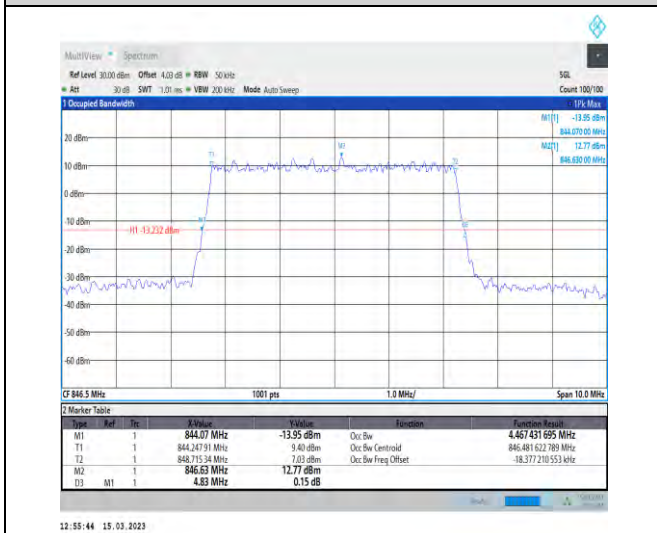 MultiView Spectrum
Ref Level 30.00 dBm Offset 4.03 dB RBW 50 kHz SGL
Att 30 dB SWT 1.01 ms VBW 200 kHz Mode Auto Sweep Count 100/100
1 Occupied Bandwidth 1Pk Max
M1[1] -13.95 dBm
844.070 00 MHz
M2[1] 12.77 dBm
846.630 00 MHz
20 dBm
M2
T1
T2
10 dBm
0 dBm
-10 dBm
M1
H1 -13.232 dBm
-20 dBm
-30 dBm
-40 dBm
-50 dBm
-60 dBm
CF 846.5 MHz 1001 pts 1.0 MHz/ Span 10.0 MHz
2 Marker Table
Type Ref Trc X-Value Y-Value Function Function Result
M1 1 844.07 MHz -13.95 dBm Occ Bw 4.467 431 695 MHz
T1 1 844.247 91 MHz 9.40 dBm Occ Bw Centroid 846.481 622 789 MHz
T2 1 848.715 34 MHz 7.03 dBm Occ Bw Freq Offset -18.377 210 553 kHz
M2 1 846.63 MHz 12.77 dBm
D3 M1 1 4.83 MHz 0.15 dB
12:55:44 15.03.2023